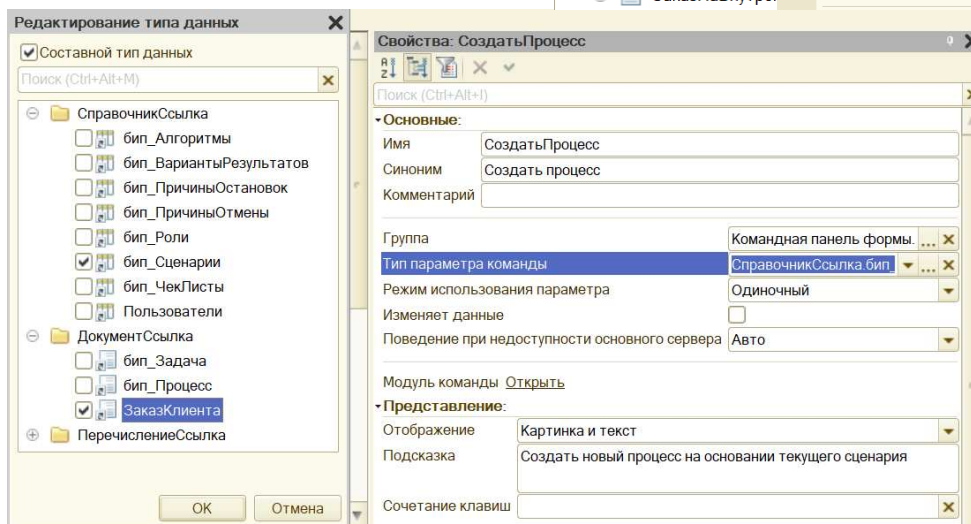 Редактирование типа данных
Составной тип данных
Поиск (Ctrl+Alt+M)
СправочникСсылка
бип_Алгоритмы
бип_ВариантыРезультатов
бип_ПричиныОстановок
бип_ПричиныОтмены
бип_Роли
бип_Сценарии
бип_ЧекЛисты
Пользователи
ДокументСсылка
бип_Задача
бип_Процесс
ЗаказКлиента
ПеречислениеСсылка
ОК Отмена
Свойства: СоздатьПроцесс
Поиск (Ctrl+Alt+I)
Основные:
Имя СоздатьПроцесс
Синоним Создать процесс
Комментарий
Группа Командная панель формы. ...
Тип параметра команды СправочникСсылка.бип_ ...
Режим использования параметра Одиночный
Изменяет данные
Поведение при недоступности основного сервера Авто
Модуль команды Открыть
Представление:
Отображение Картинка и текст
Подсказка Создать новый процесс на основании текущего сценария
Сочетание клавиш